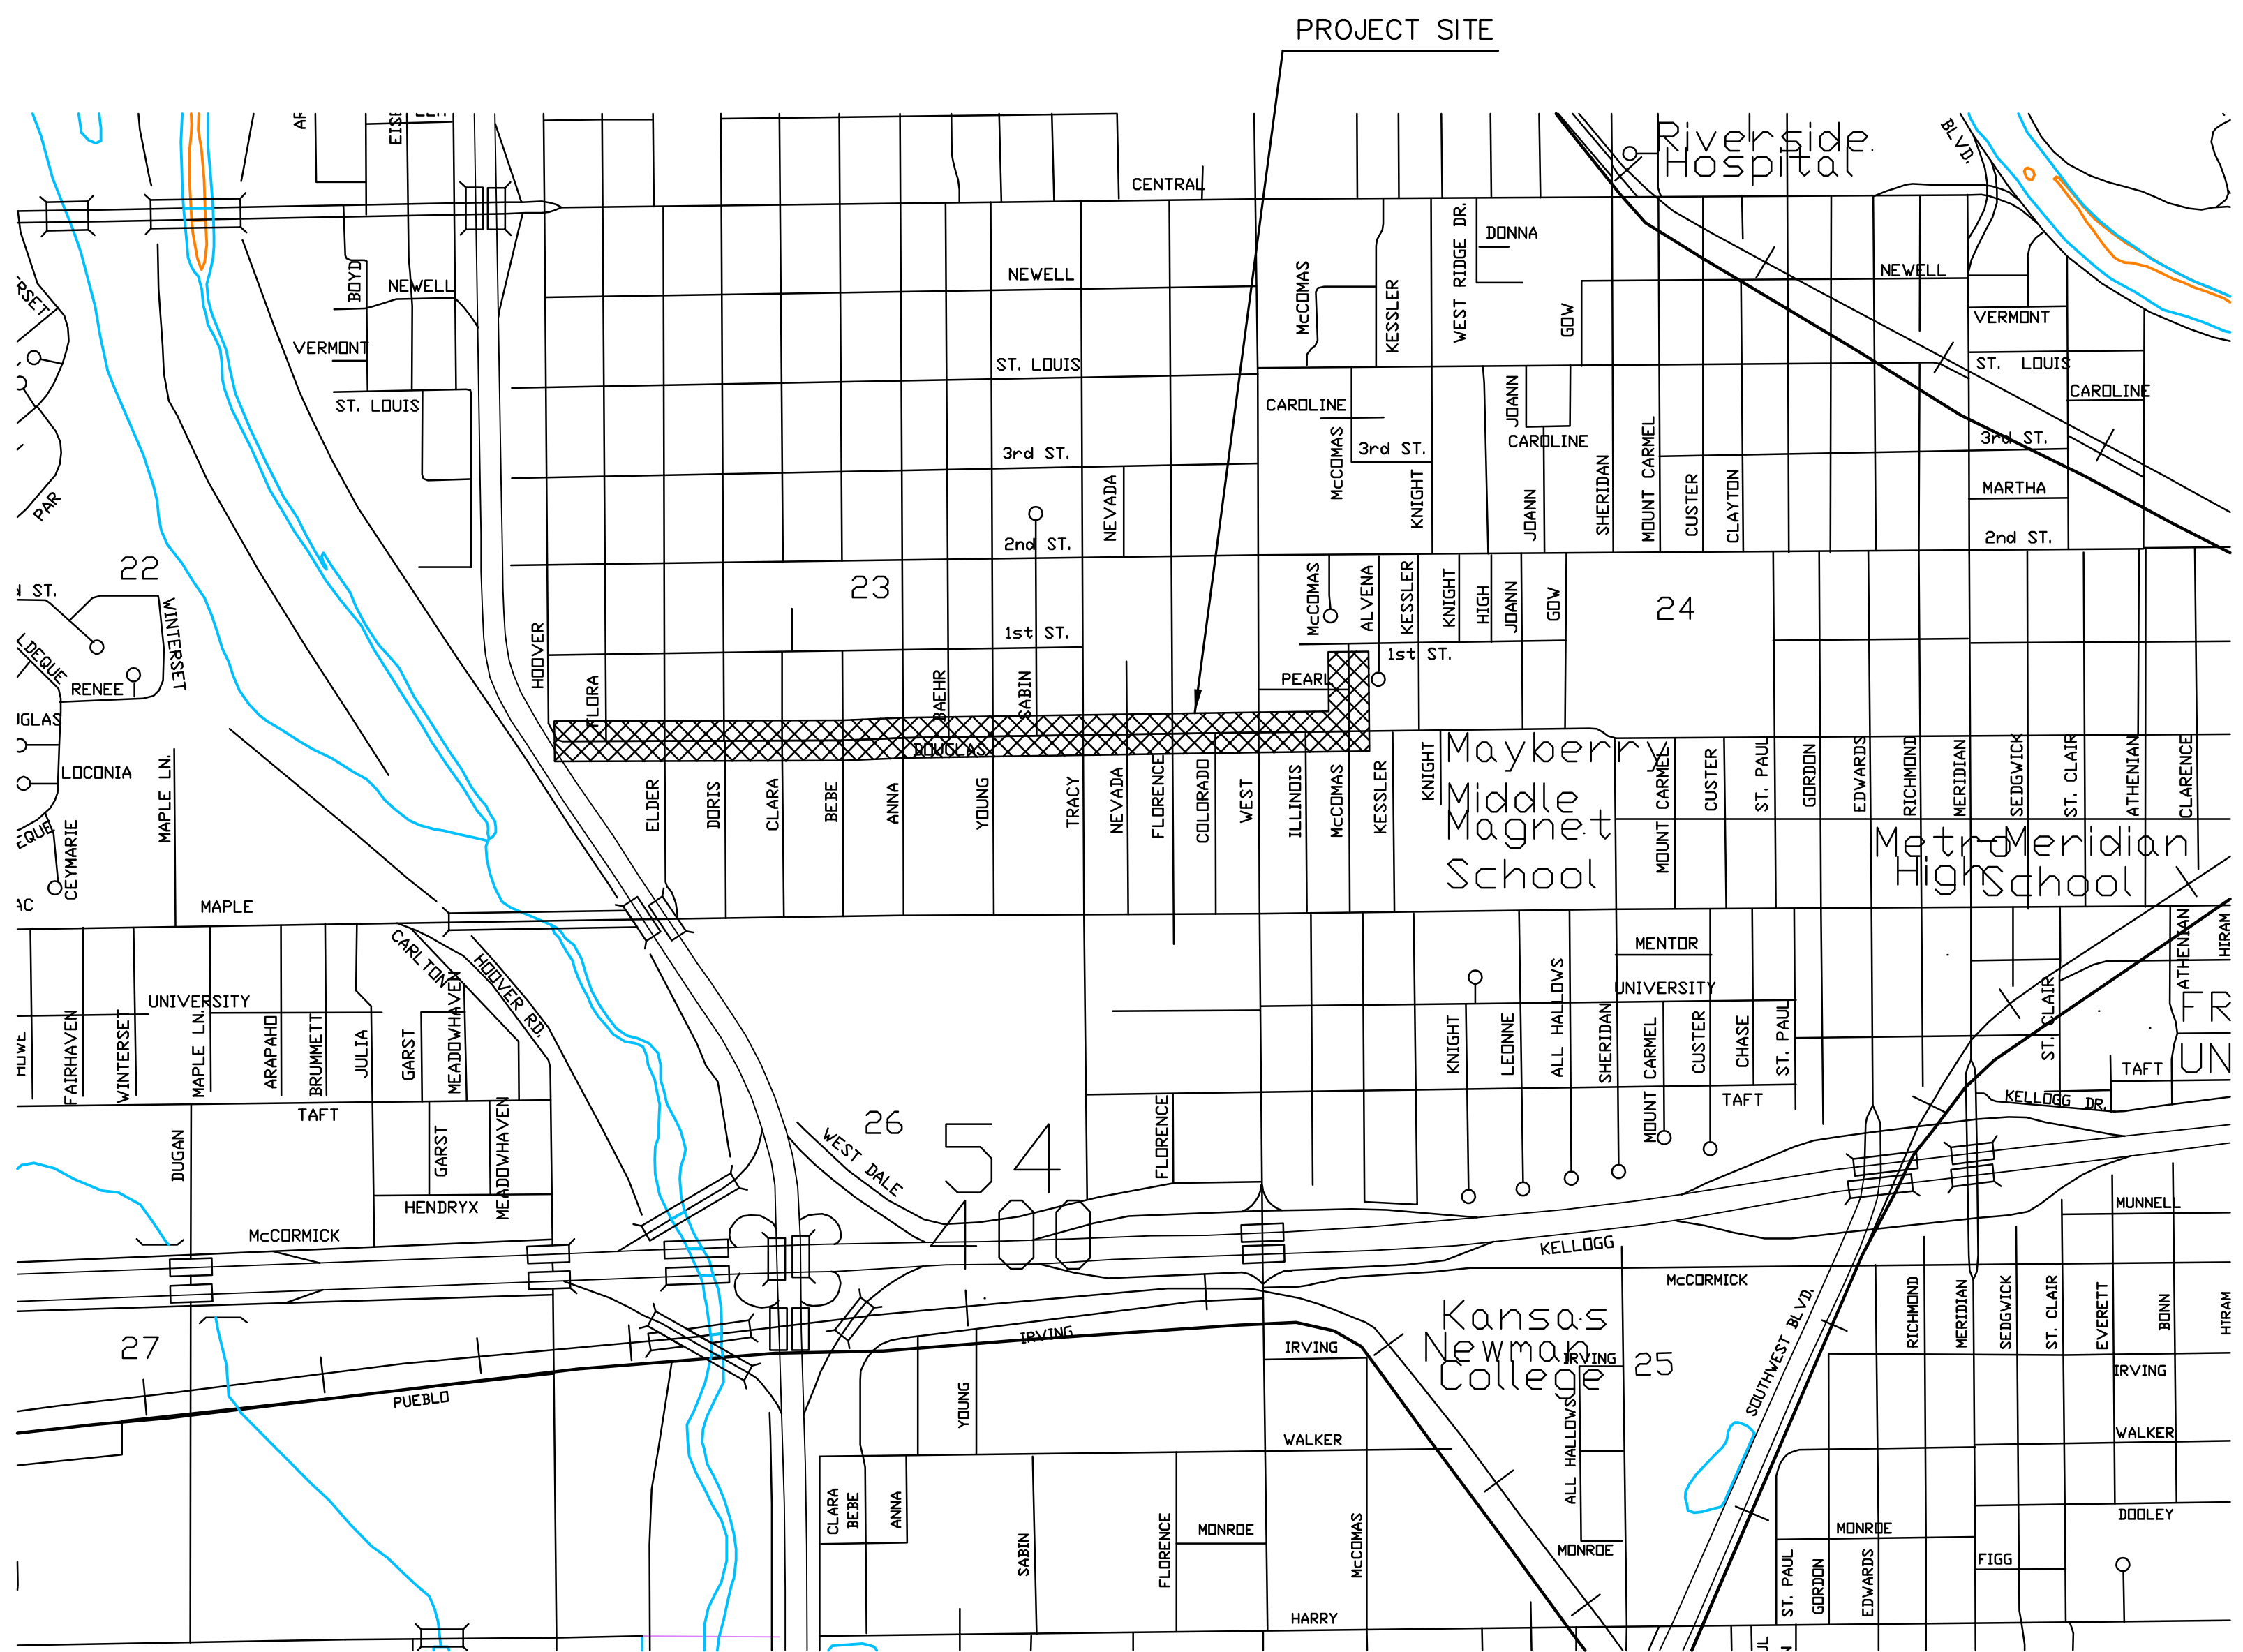 PROJECT SITE
Riverside
Hospital
BLVD.
CENTRAL
DONNA
WEST RIDGE DR.
McCOMAS
KESSLER
GOW
BOYD
NEWELL
NEWELL
NEWELL
VERMONT
VERMONT
ST. LOUIS
ST. LOUIS
ST. LOUIS
CAROLINE
CAROLINE
CAROLINE
JOANN
3rd ST.
3rd ST.
3rd ST.
McCOMAS
KNIGHT
JOANN
SHERIDAN
MOUNT CARMEL
CUSTER
CLAYTON
MARTHA
NEVADA
PAR
2nd ST.
2nd ST.
22
23
24
WINTERSET
HOOVER
1st ST.
1st ST.
McCOMAS
ALVENA
KESSLER
KNIGHT
HIGH
JOANN
GOW
RENEE
FLORA
BAEHR
SABIN
PEARL
DOUGLAS
LOCONIA
MAPLE LN.
CEYMARIE
ELDER
DORIS
CLARA
BEBE
ANNA
YOUNG
TRACY
NEVADA
FLORENCE
COLORADO
WEST
ILLINOIS
McCOMAS
KESSLER
KNIGHT
Mayberry
Middle
Magnet
School
MOUNT CARMEL
CUSTER
ST. PAUL
GORDON
EDWARDS
RICHMOND
MERIDIAN
SEDGWICK
ST. CLAIR
ATHENIAN
CLARENCE
Metro-Meridian
High School
MAPLE
CARLTON
HOOVER RD.
MENTOR
UNIVERSITY
UNIVERSITY
FAIRHAVEN
WINTERSET
MAPLE LN.
ARAPAHO
BRUMMETT
JULIA
GARST
MEADOWHAVEN
KNIGHT
LEONNE
ALL HALLOWS
SHERIDAN
MOUNT CARMEL
CUSTER
CHASE
ST. PAUL
ST. CLAIR
ATHENIAN
HIRAM
FR
UN
TAFT
TAFT
TAFT
KELLOGG DR.
DUGAN
GARST
MEADOWHAVEN
HENDRYX
26
54
400
WEST DALE
FLORENCE
McCORMICK
KELLOGG
McCORMICK
MUNNELL
SOUTHWEST BLVD.
RICHMOND
MERIDIAN
SEDGWICK
ST. CLAIR
EVERETT
BONN
HIRAM
27
PUEBLO
IRVING
IRVING
IRVING
IRVING
Kansas
Newman
College
25
YOUNG
WALKER
WALKER
ALL HALLOWS
CLARA
BEBE
ANNA
SABIN
FLORENCE
MONROE
McCOMAS
MONROE
MONROE
DOOLEY
FIGG
ST. PAUL
GORDON
EDWARDS
HARRY